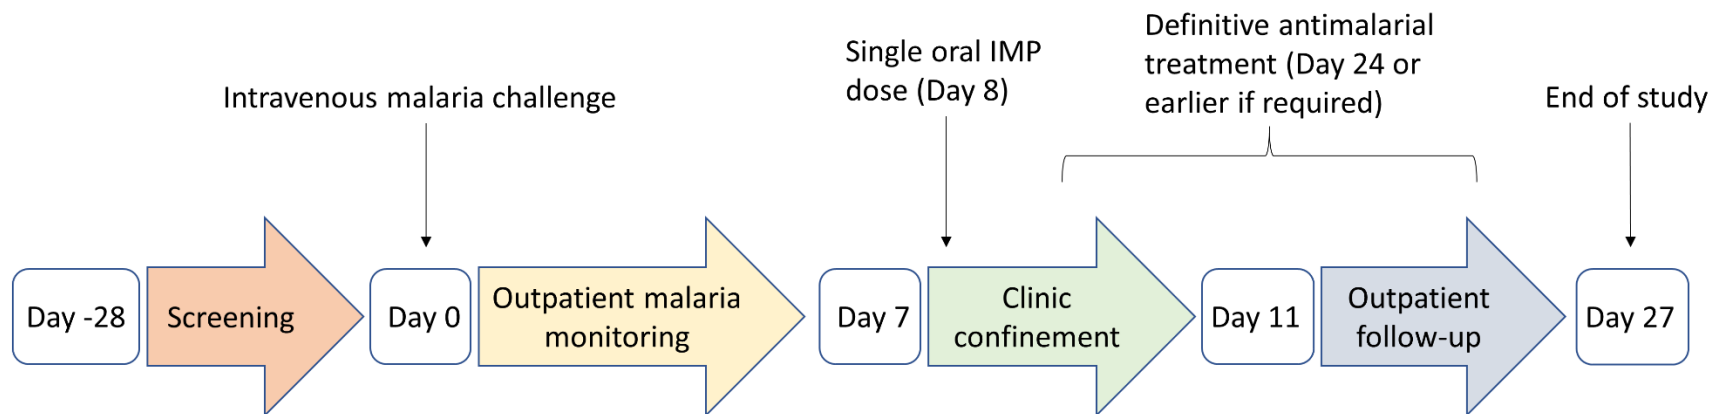 Intravenous malaria challenge
Single oral IMP
dose (Day 8)
Definitive antimalarial
treatment (Day 24 or
earlier if required)
End of study
Day -28
Screening
Day 0
Outpatient malaria
monitoring
Day 7
Clinic
confinement
Day 11
Outpatient
follow-up
Day 27